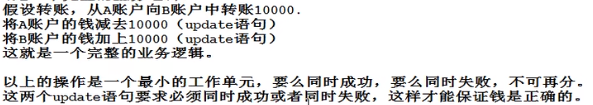 假设转账，从A账户向B账户中转账10000.
将A账户的钱减去10000（update语句）
将B账户的钱加上10000（update语句）
这就是一个完整的业务逻辑。
以上的操作是一个最小的工作单元，要么同时成功，要么同时失败，不可再分。
这两个update语句要求必须同时成功或者同时失败，这样才能保证钱是正确的。